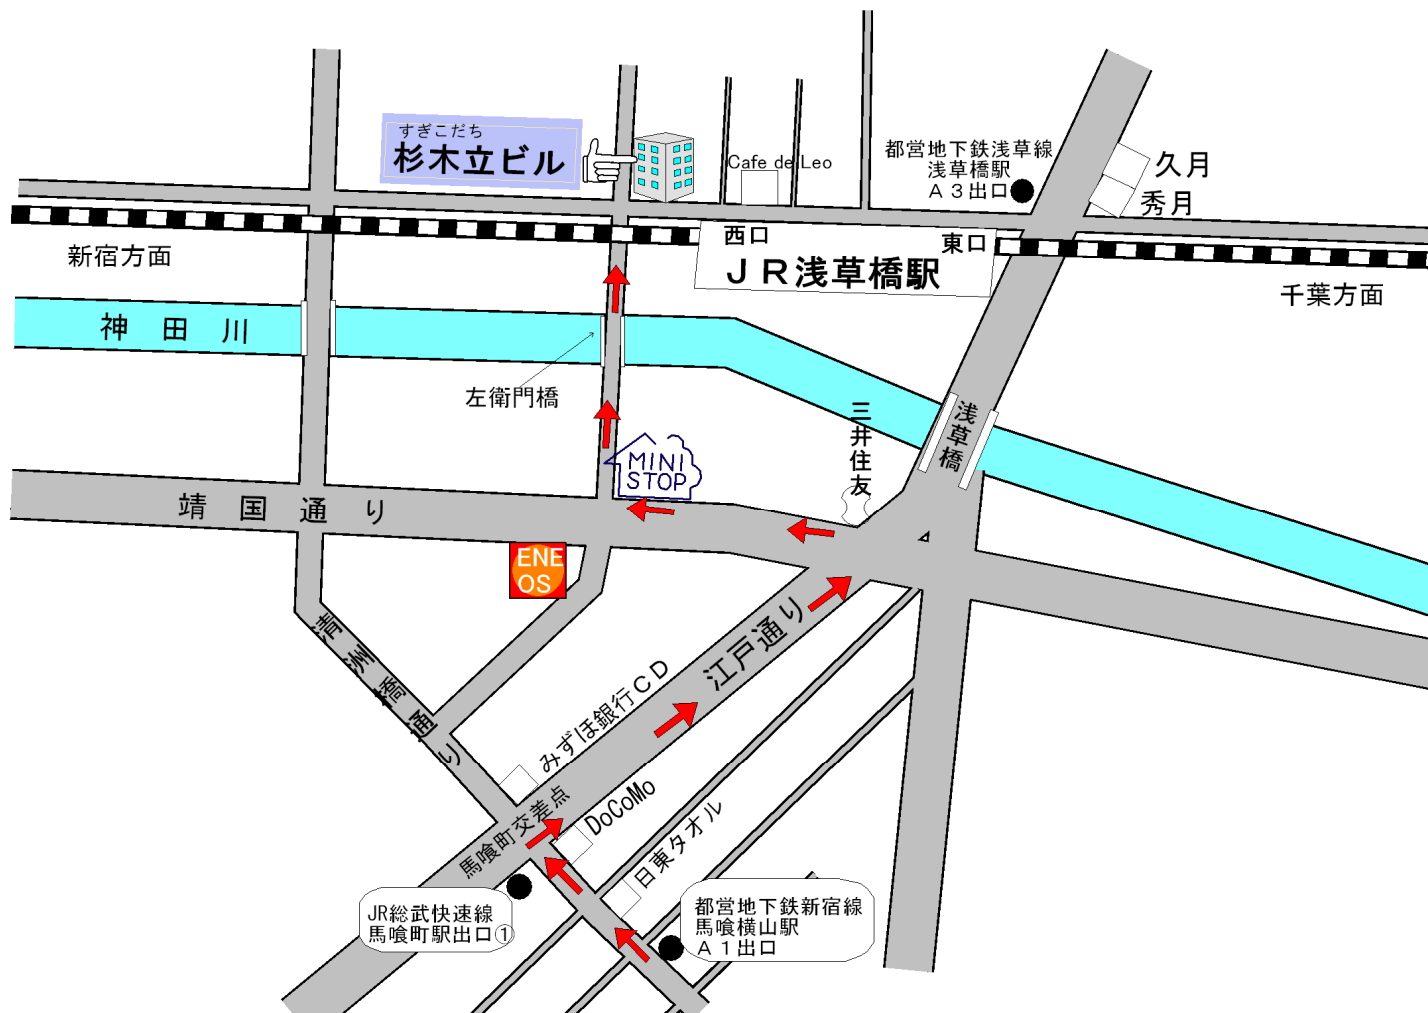 すぎこだち
杉木立ビル
Cafe de Leo
都営地下鉄浅草線
浅草橋駅
Ａ３出口
久月
秀月
西口
東口
ＪＲ浅草橋駅
新宿方面
千葉方面
神田川
左衛門橋
三井住友
浅草橋
MINI
STOP
靖国通り
ENE
OS
清洲橋通り
江戸通り
みずほ銀行ＣＤ
馬喰町交差点
DoCoMo
日東タオル
JR総武快速線
馬喰町駅出口①
都営地下鉄新宿線
馬喰横山駅
Ａ１出口